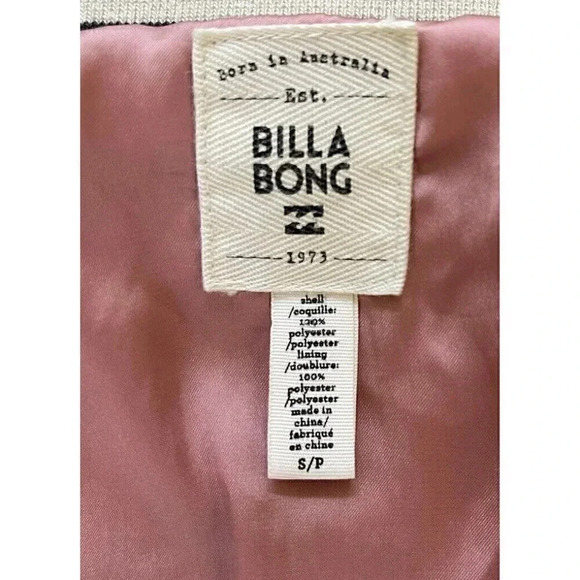 Born in Australia
Est.
BILLA
BONG
1973
shell
/coquille:
100%
polyester
/polyester
lining
/doublure:
100%
polyester
/polyester
made in
china/
fabriqué
en chine
S/P